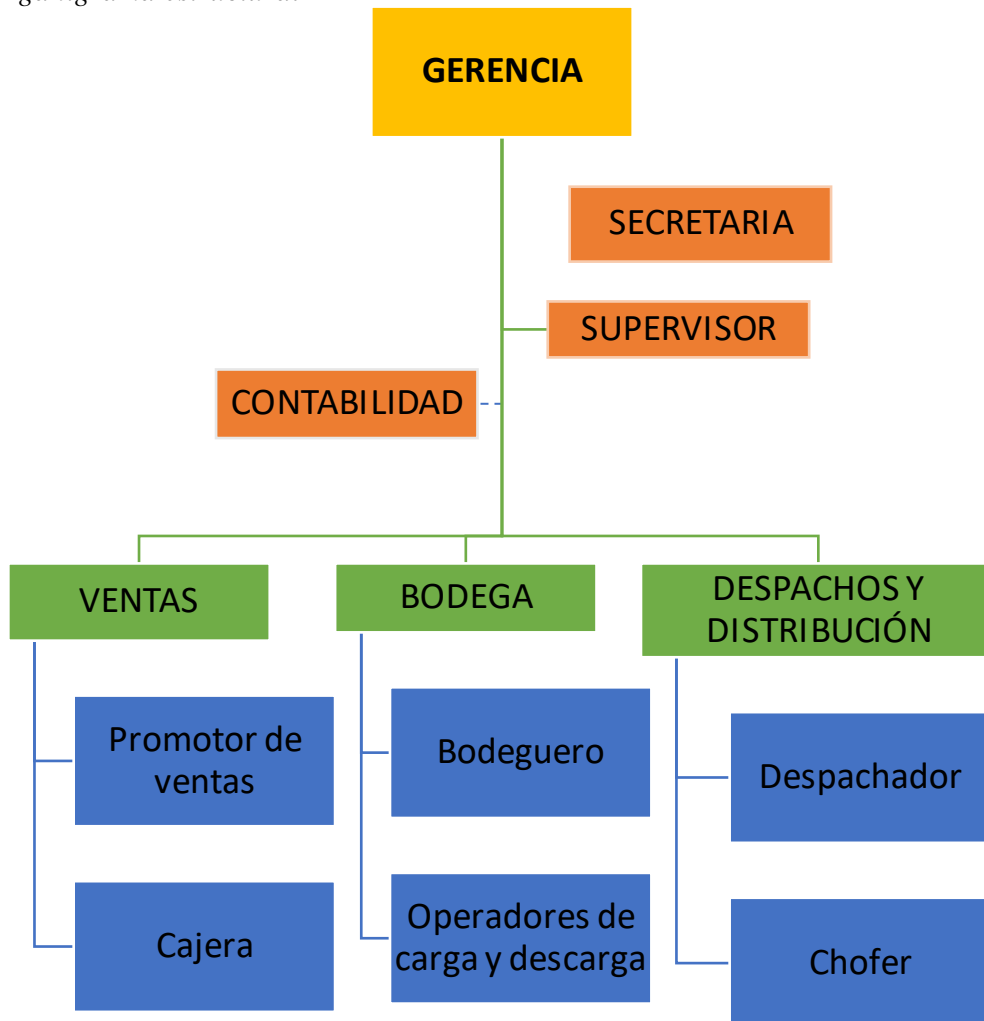 GERENCIA
SECRETARIA
SUPERVISOR
CONTABILIDAD
VENTAS
BODEGA
DESPACHOS Y
DISTRIBUCIÓN
Promotor de
ventas
Bodeguero
Despachador
Cajera
Operadores de
carga y descarga
Chofer